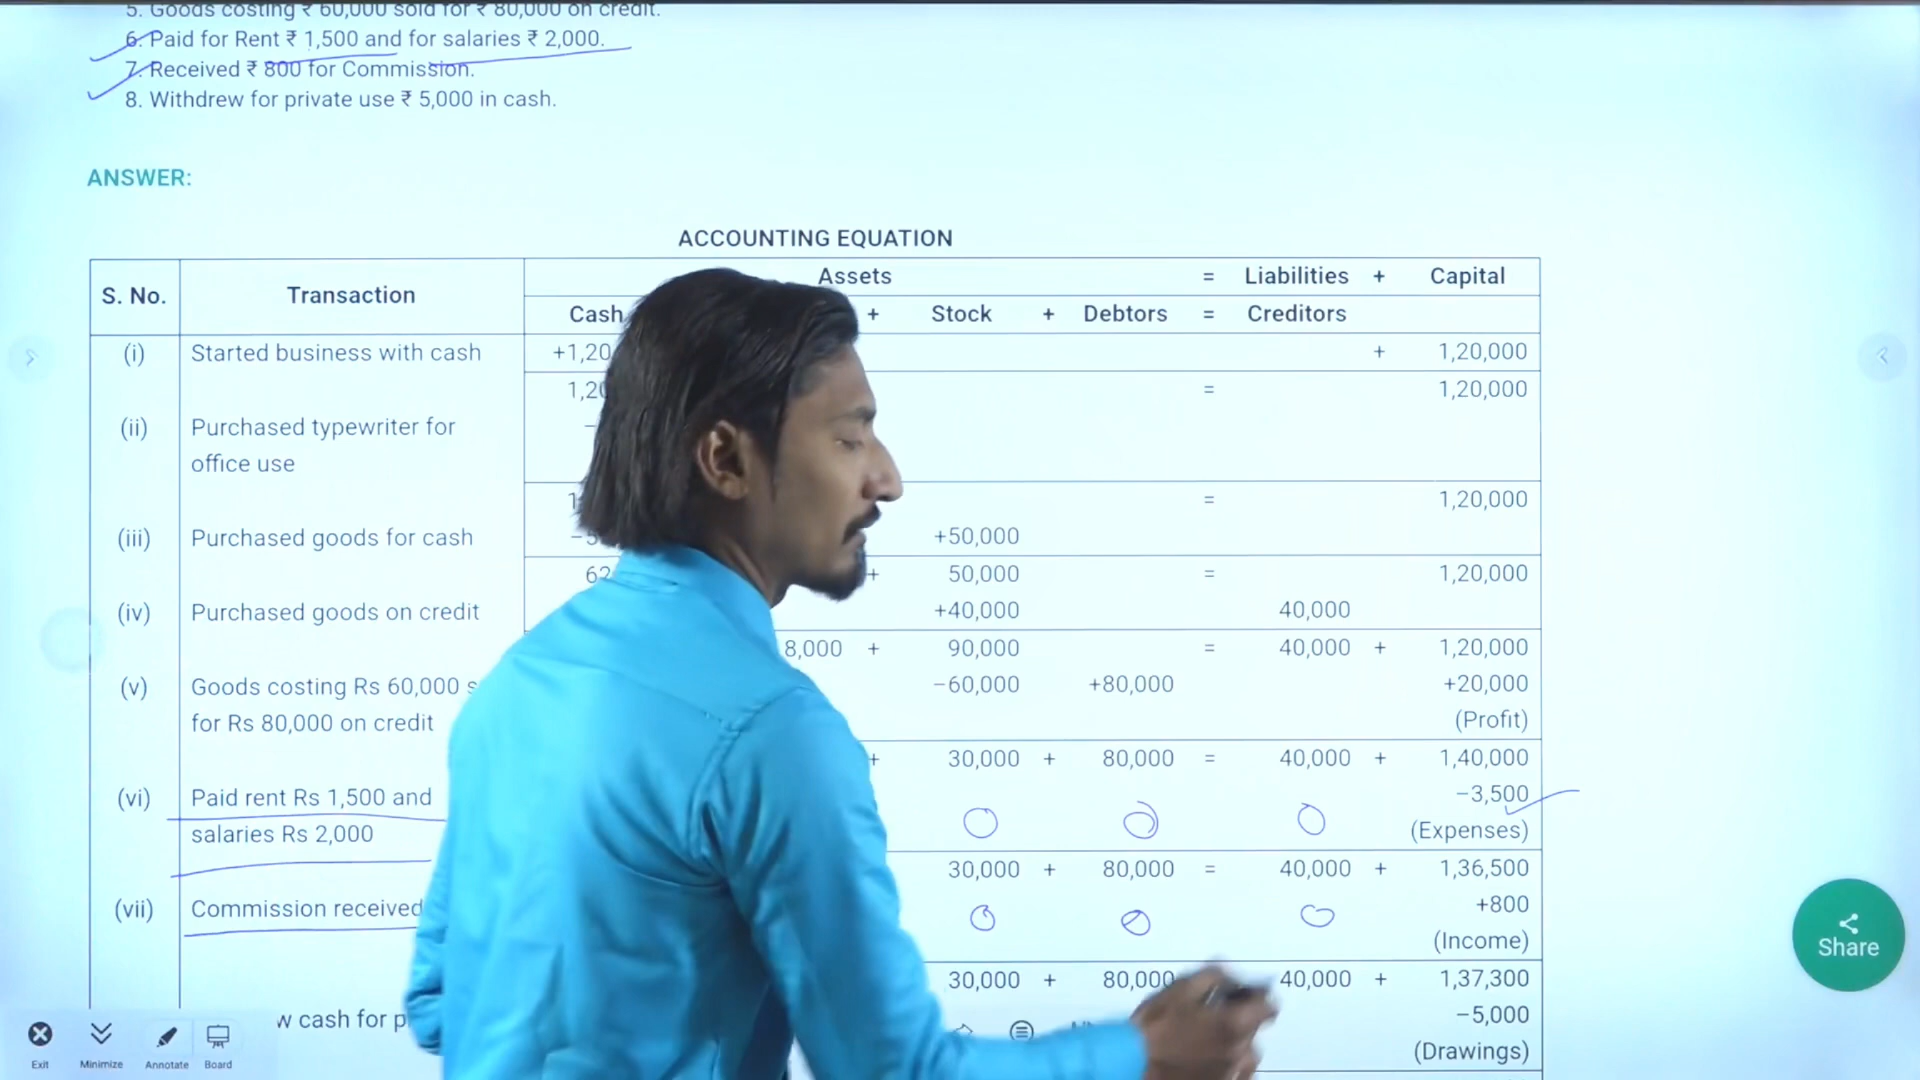 5. Goods costing ₹ 60,000 sold for ₹ 80,000 on credit.
6. Paid for Rent ₹ 1,500 and for salaries ₹ 2,000.
7. Received ₹ 800 for Commission.
8. Withdrew for private use ₹ 5,000 in cash.
ANSWER:
ACCOUNTING EQUATION
S. No. Transaction Assets = Liabilities + Capital
Cash + Stock + Debtors = Creditors
(i) Started business with cash +1,20 + 1,20,000
1,20 = 1,20,000
(ii) Purchased typewriter for
office use
= 1,20,000
(iii) Purchased goods for cash +50,000
62 + 50,000 = 1,20,000
(iv) Purchased goods on credit +40,000 40,000
8,000 + 90,000 = 40,000 + 1,20,000
(v) Goods costing Rs 60,000 −60,000 +80,000 +20,000
for Rs 80,000 on credit (Profit)
+ 30,000 + 80,000 = 40,000 + 1,40,000
(vi) Paid rent Rs 1,500 and −3,500
salaries Rs 2,000 (Expenses)
30,000 + 80,000 = 40,000 + 1,36,500
(vii) Commission received +800
(Income)
30,000 + 80,000 40,000 + 1,37,300
w cash for p −5,000
(Drawings)
Share
Exit Minimize Annotate Board